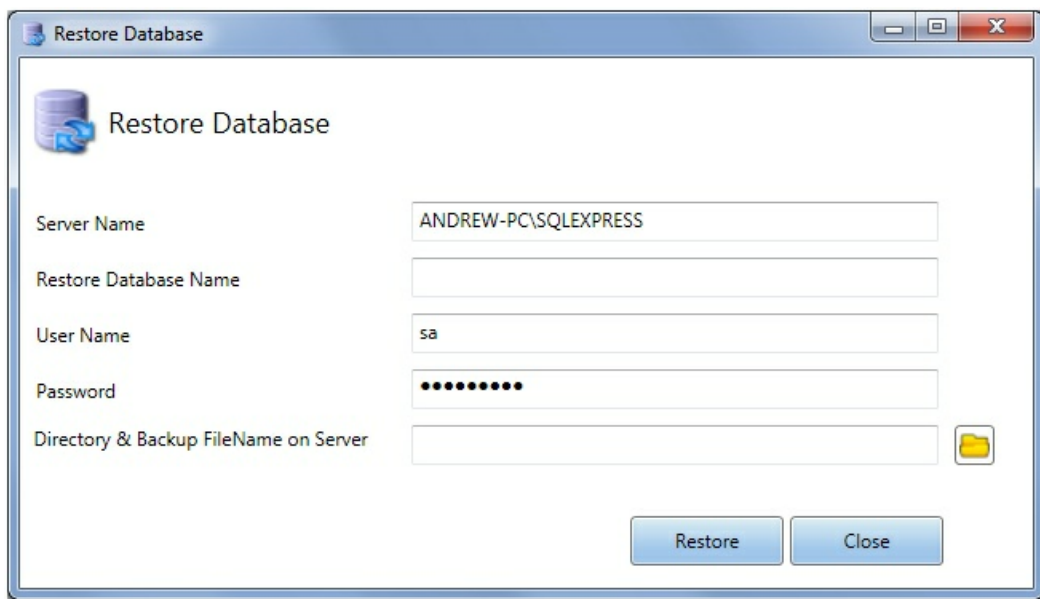 Restore Database
Restore Database
Server Name ANDREW-PC\SQLEXPRESS
Restore Database Name
User Name sa
Password •••••••••
Directory & Backup FileName on Server
Restore Close